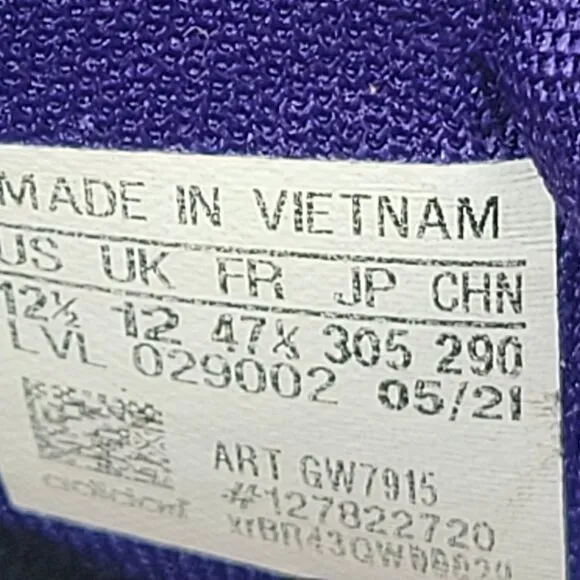 MADE IN VIETNAM
US UK FR JP CHN
12½ 12 47⅓ 305 290
LVL 029002 05/21
ART GW7915
#127822720
adidas